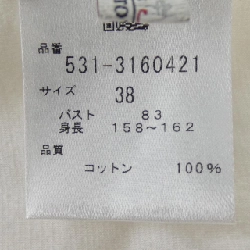 品番
531-3160421
サイズ 38
バスト 83
身長 158～162
品質
コットン 100%